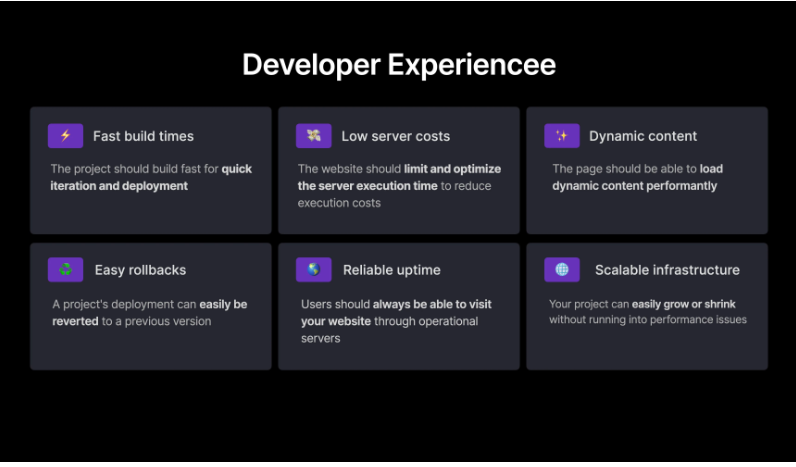 Developer Experiencee
Fast build times
The project should build fast for quick
iteration and deployment
Low server costs
The website should limit and optimize
the server execution time to reduce
execution costs
Dynamic content
The page should be able to load
dynamic content performantly
Easy rollbacks
A project's deployment can easily be
reverted to a previous version
Reliable uptime
Users should always be able to visit
your website through operational
servers
Scalable infrastructure
Your project can easily grow or shrink
without running into performance issues